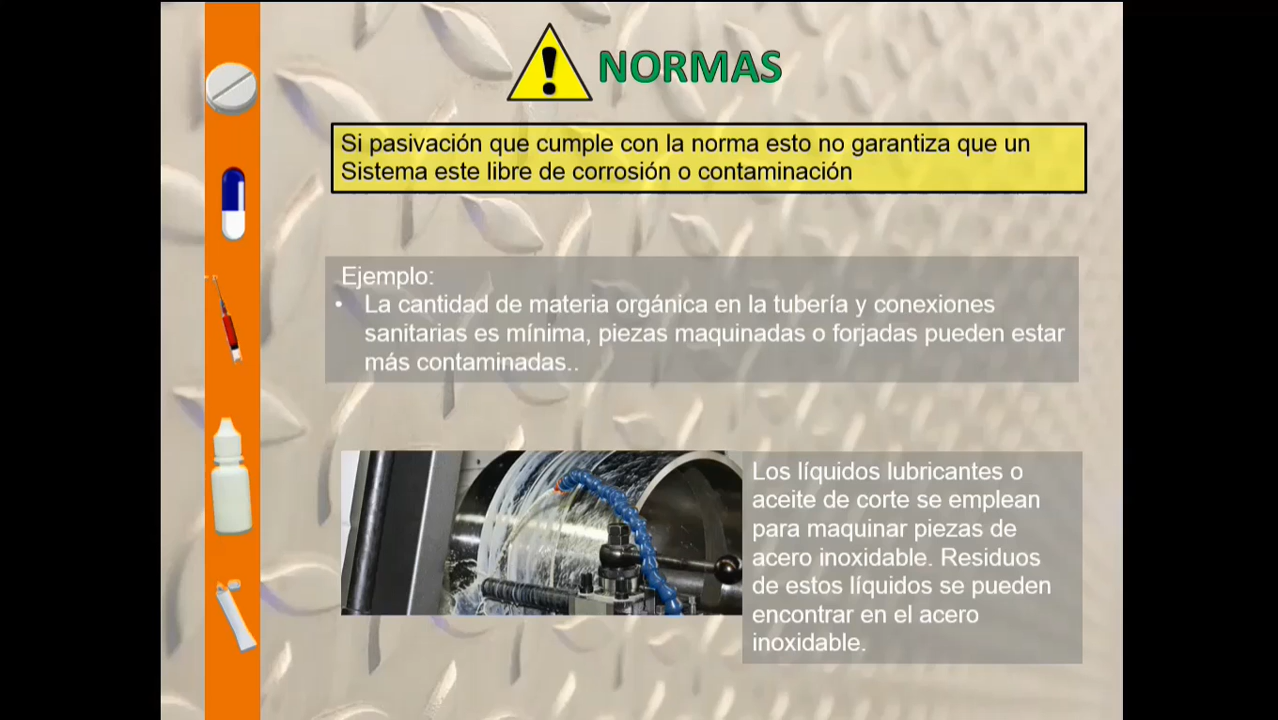 NORMAS
Si pasivación que cumple con la norma esto no garantiza que un
Sistema este libre de corrosión o contaminación
Ejemplo:
• La cantidad de materia orgánica en la tubería y conexiones
sanitarias es mínima, piezas maquinadas o forjadas pueden estar
más contaminadas..
Los líquidos lubricantes o
aceite de corte se emplean
para maquinar piezas de
acero inoxidable. Residuos
de estos líquidos se pueden
encontrar en el acero
inoxidable.